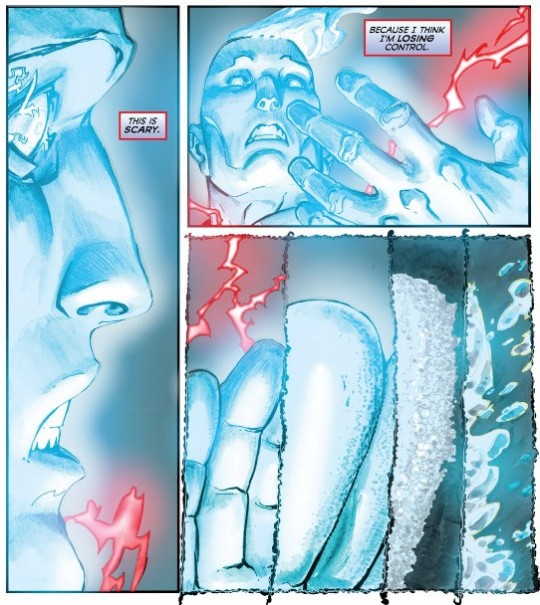 THIS IS
SCARY.
BECAUSE I THINK
I'M LOSING
CONTROL.